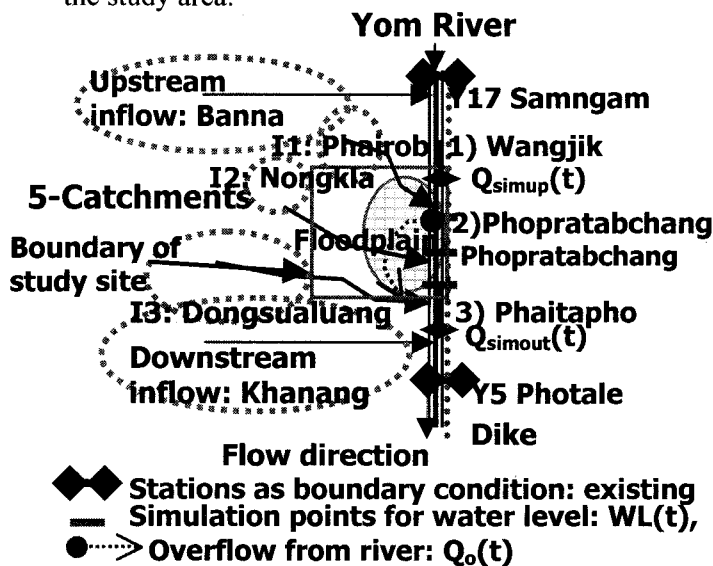 the study area.
Yom River
Upstream
inflow: Banna
Y17 Samngam
I1: Phairob
1) Wangjik
I2: Nongkla
Qsimup(t)
5-Catchments
2)Phopratabchang
Floodplain
Phopratabchang
Boundary of
study site
I3: Dongsualuang
3) Phaitapho
Qsimout(t)
Downstream
inflow: Khanang
Y5 Photale
Dike
Flow direction
Stations as boundary condition: existing
Simulation points for water level: WL(t),
Overflow from river: Qo(t)